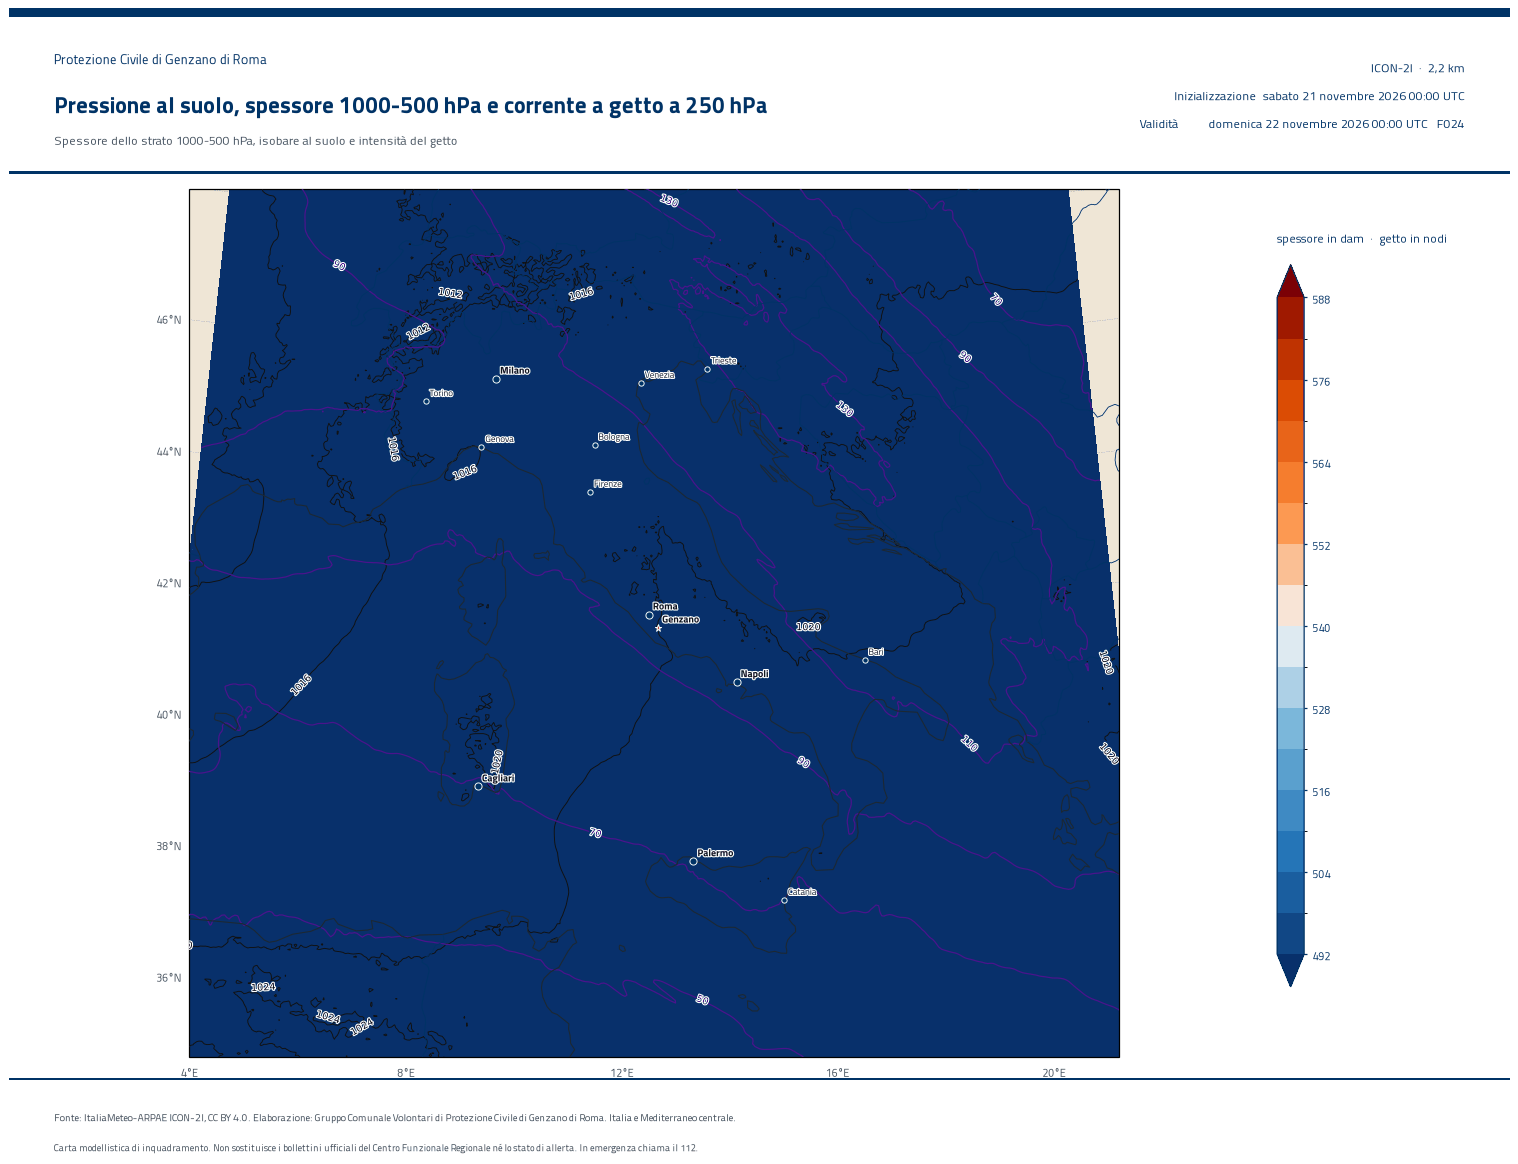 Protezione Civile di Genzano di Roma
Pressione al suolo, spessore 1000-500 hPa e corrente a getto a 250 hPa
Spessore dello strato 1000-500 hPa, isobare al suolo e intensità del getto
ICON-2I · 2,2 km
Inizializzazione sabato 21 novembre 2026 00:00 UTC
Validità domenica 22 novembre 2026 00:00 UTC F024
spessore in dam · getto in nodi
588
576
564
552
540
528
516
504
492
46°N
44°N
42°N
40°N
38°N
36°N
4°E
8°E
12°E
16°E
20°E
130
90
1012
1016
70
1012
90
Trieste
Milano
Venezia
Torino
130
Genova
Bologna
1016
1016
Firenze
Roma
Genzano
1020
Bari
1020
Napoli
1016
110
1020
90
1020
Cagliari
70
Palermo
Catania
1024
50
1024
1024
Fonte: ItaliaMeteo-ARPAE ICON-2I, CC BY 4.0. Elaborazione: Gruppo Comunale Volontari di Protezione Civile di Genzano di Roma. Italia e Mediterraneo centrale.
Carta modellistica di inquadramento. Non sostituisce i bollettini ufficiali del Centro Funzionale Regionale né lo stato di allerta. In emergenza chiama il 112.